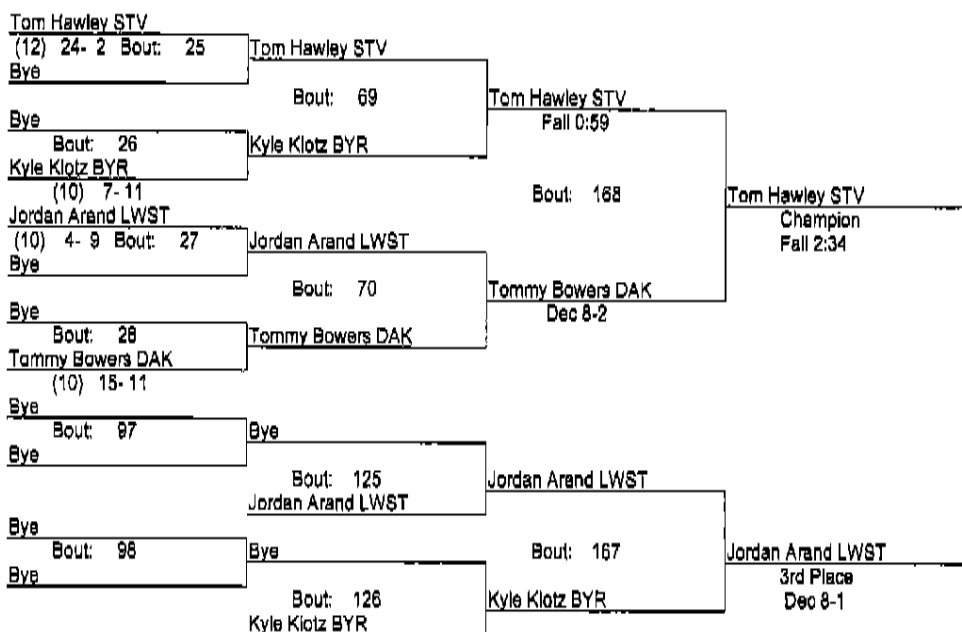 Tom Hawley STV
(12) 24- 2 Bout: 25
Bye
Tom Hawley STV
Bout: 69
Bye
Bout: 26
Kyle Klotz BYR
(10) 7- 11
Kyle Klotz BYR
Tom Hawley STV
Fall 0:59
Bout: 168
Jordan Arand LWST
(10) 4- 9 Bout: 27
Bye
Jordan Arand LWST
Bout: 70
Bye
Bout: 28
Tommy Bowers DAK
(10) 15- 11
Tommy Bowers DAK
Tommy Bowers DAK
Dec 8-2
Tom Hawley STV
Champion
Fall 2:34
Bye
Bout: 97
Bye
Bye
Bout: 125
Jordan Arand LWST
Jordan Arand LWST
Bout: 167
Bye
Bout: 98
Bye
Bye
Bout: 126
Kyle Klotz BYR
Kyle Klotz BYR
Jordan Arand LWST
3rd Place
Dec 8-1